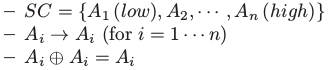 – SC = {A₁ (low), A₂, ⋯ , Aₙ (high)}
– Aᵢ → Aᵢ (for i = 1 ⋯ n)
– Aᵢ ⊕ Aᵢ = Aᵢ